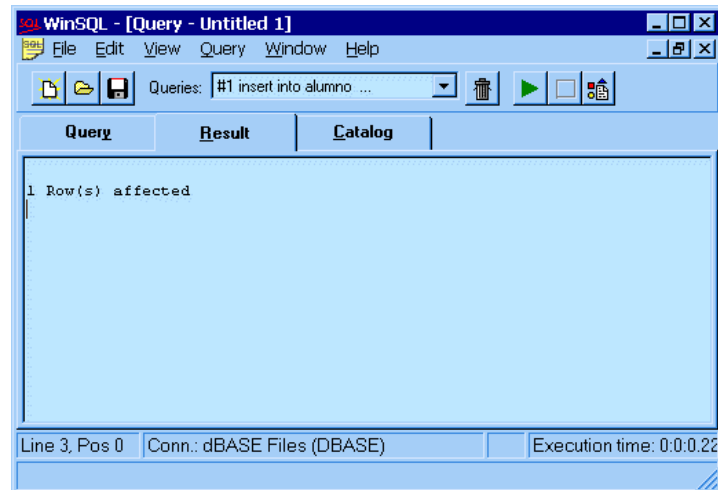 WinSQL - [Query - Untitled 1]
File Edit View Query Window Help
Queries: #1 insert into alumno ...
Query Result Catalog
1 Row(s) affected
Line 3, Pos 0 Conn.: dBASE Files (DBASE) Execution time: 0:0:0.22